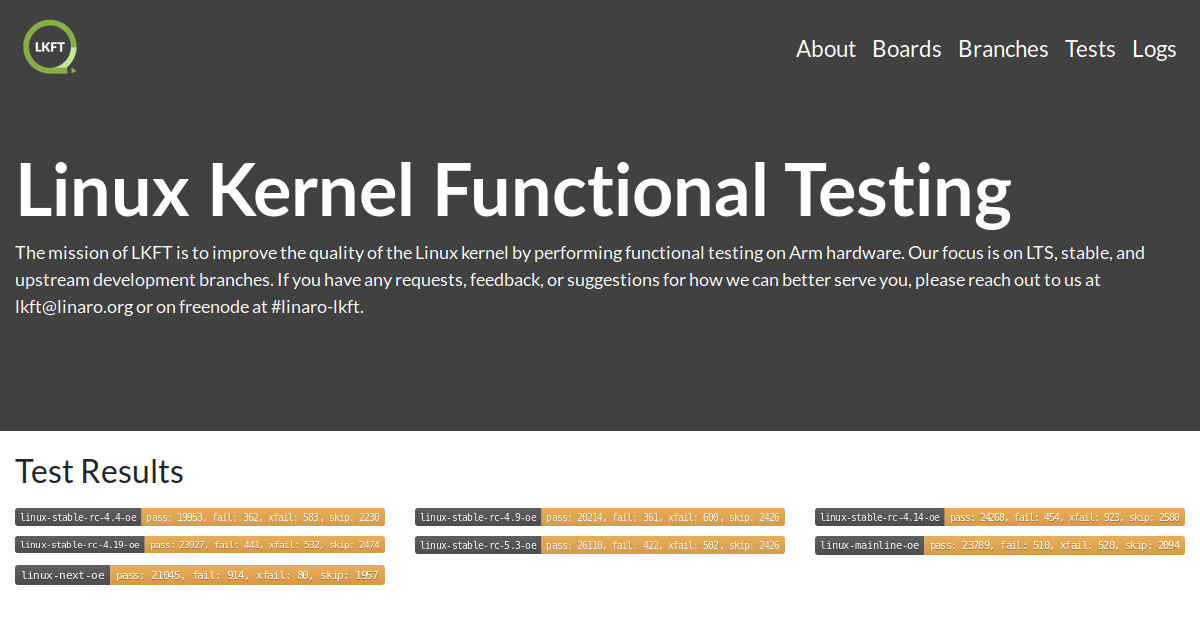 LKFT
About Boards Branches Tests Logs
Linux Kernel Functional Testing
The mission of LKFT is to improve the quality of the Linux kernel by performing functional testing on Arm hardware. Our focus is on LTS, stable, and
upstream development branches. If you have any requests, feedback, or suggestions for how we can better serve you, please reach out to us at
lkft@linaro.org or on freenode at #linaro-lkft.
Test Results
linux-stable-rc-4.4-oe pass: 19953, fail: 362, xfail: 583, skip: 2230
linux-stable-rc-4.9-oe pass: 20214, fail: 361, xfail: 600, skip: 2426
linux-stable-rc-4.14-oe pass: 24268, fail: 454, xfail: 923, skip: 2580
linux-stable-rc-4.19-oe pass: 23927, fail: 441, xfail: 532, skip: 2474
linux-stable-rc-5.3-oe pass: 26110, fail: 422, xfail: 502, skip: 2426
linux-mainline-oe pass: 23789, fail: 510, xfail: 528, skip: 2094
linux-next-oe pass: 21045, fail: 914, xfail: 80, skip: 1957